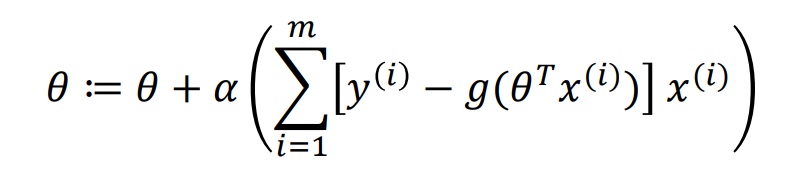 θ ≔ θ + α(∑_{i=1}^{m}[y^{(i)} − g(θ^T x^{(i)})] x^{(i)})